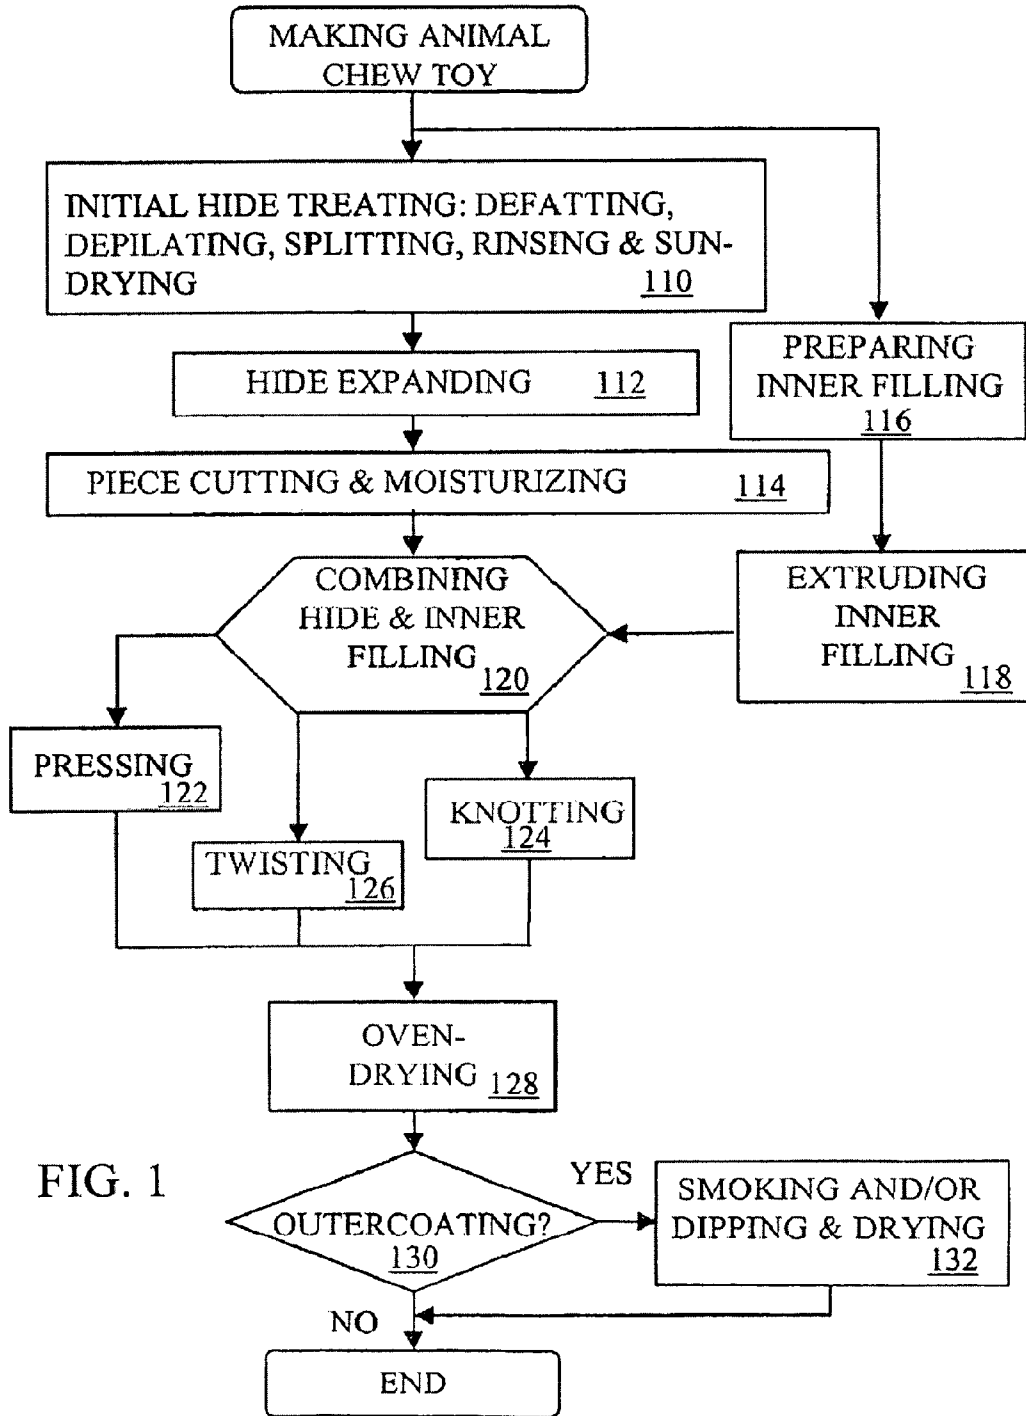 MAKING ANIMAL
CHEW TOY
INITIAL HIDE TREATING: DEFATTING,
DEPILATING, SPLITTING, RINSING & SUN-
DRYING 110
HIDE EXPANDING 112
PREPARING
INNER FILLING
116
PIECE CUTTING & MOISTURIZING 114
COMBINING
HIDE & INNER
FILLING 120
EXTRUDING
INNER
FILLING 118
PRESSING
122
KNOTTING
124
TWISTING
126
OVEN-
DRYING 128
FIG. 1
OUTERCOATING?
130
YES
SMOKING AND/OR
DIPPING & DRYING
132
NO
END